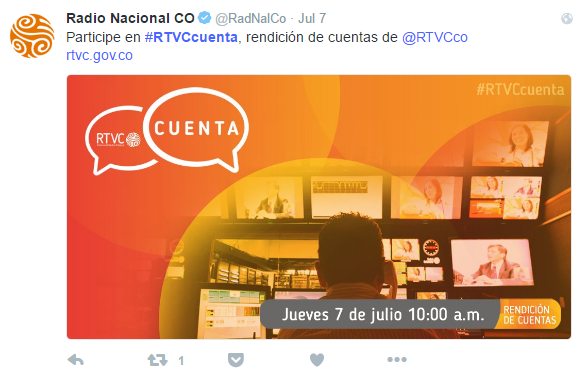 Radio Nacional CO @RadNalCo · Jul 7
Participe en #RTVCcuenta, rendición de cuentas de @RTVCco
rtvc.gov.co
#RTVCcuenta
RTVC CUENTA
Jueves 7 de julio 10:00 a.m.
RENDICIÓN
DE CUENTAS
1